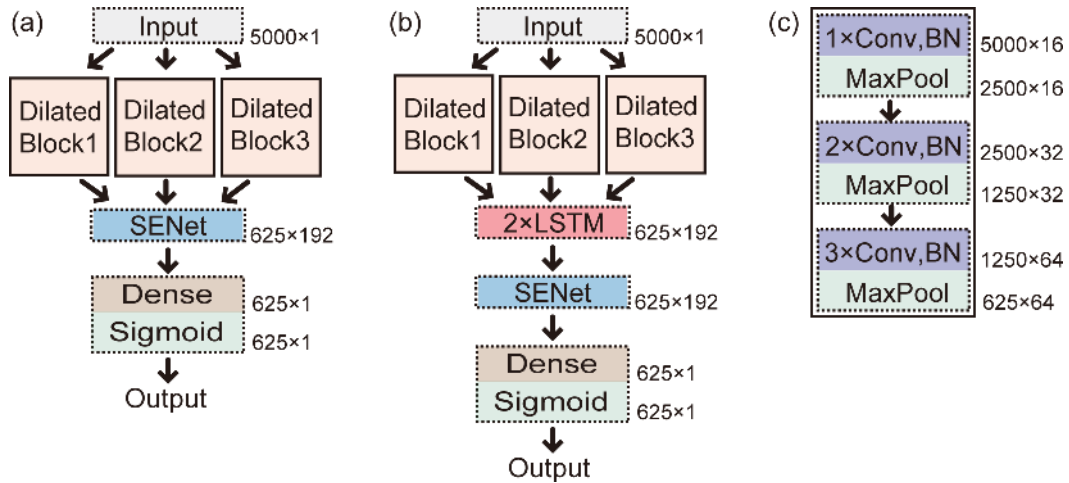 (a)
Input
5000×1
Dilated Block1
Dilated Block2
Dilated Block3
SENet
625×192
Dense
625×1
Sigmoid
625×1
Output
(b)
Input
5000×1
Dilated Block1
Dilated Block2
Dilated Block3
2×LSTM
625×192
SENet
625×192
Dense
625×1
Sigmoid
625×1
Output
(c)
1×Conv,BN
5000×16
MaxPool
2500×16
2×Conv,BN
2500×32
MaxPool
1250×32
3×Conv,BN
1250×64
MaxPool
625×64